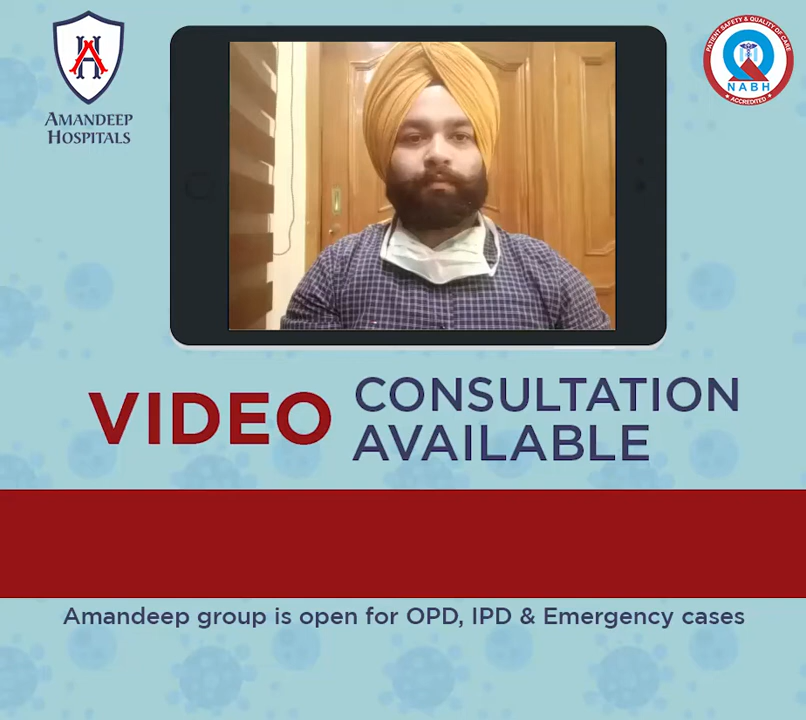 AMANDEEP
HOSPITALS
PATIENT SAFETY & QUALITY OF CARE
NABH
ACCREDITED
VIDEO
CONSULTATION
AVAILABLE
Amandeep group is open for OPD, IPD & Emergency cases